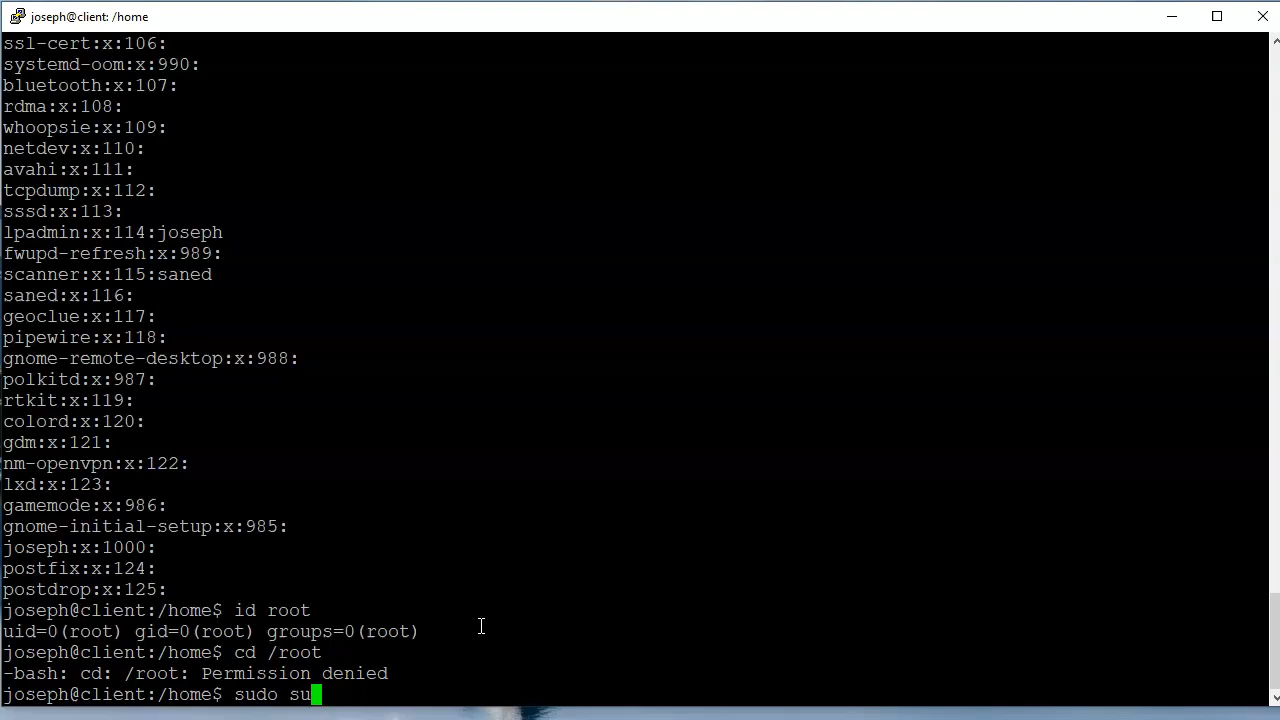 joseph@client: /home
ssl-cert:x:106:
systemd-oom:x:990:
bluetooth:x:107:
rdma:x:108:
whoopsie:x:109:
netdev:x:110:
avahi:x:111:
tcpdump:x:112:
sssd:x:113:
lpadmin:x:114:joseph
fwupd-refresh:x:989:
scanner:x:115:saned
saned:x:116:
geoclue:x:117:
pipewire:x:118:
gnome-remote-desktop:x:988:
polkitd:x:987:
rtkit:x:119:
colord:x:120:
gdm:x:121:
nm-openvpn:x:122:
lxd:x:123:
gamemode:x:986:
gnome-initial-setup:x:985:
joseph:x:1000:
postfix:x:124:
postdrop:x:125:
joseph@client:/home$ id root
uid=0(root) gid=0(root) groups=0(root)
joseph@client:/home$ cd /root
-bash: cd: /root: Permission denied
joseph@client:/home$ sudo su